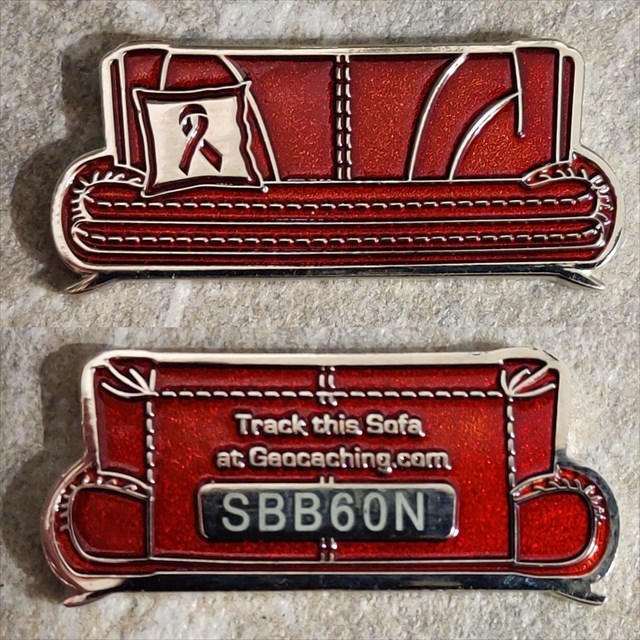 Track this Sofa
at Geocaching.com
SBB60N